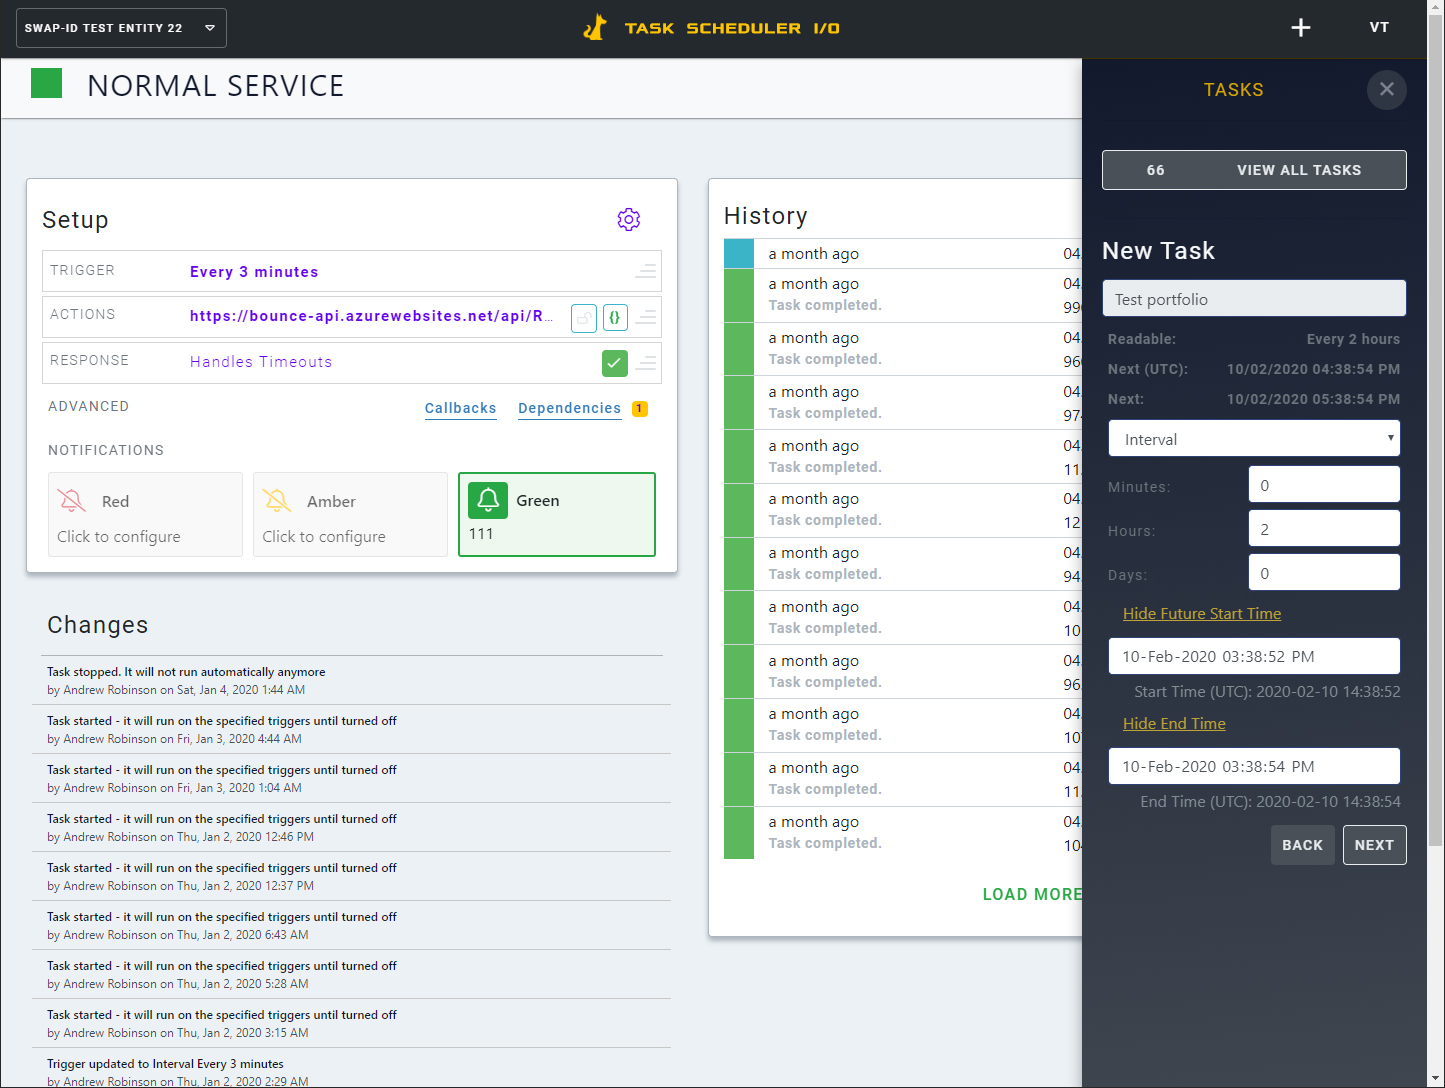 SWAP-ID TEST ENTITY 22
TASK SCHEDULER I/O
VT
NORMAL SERVICE
Setup
TRIGGER
Every 3 minutes
ACTIONS
https://bounce-api.azurewebsites.net/api/R...
{}
RESPONSE
Handles Timeouts
ADVANCED
Callbacks
Dependencies
1
NOTIFICATIONS
Red
Click to configure
Amber
Click to configure
Green
111
Changes
Task stopped. It will not run automatically anymore
by Andrew Robinson on Sat, Jan 4, 2020 1:44 AM
Task started - it will run on the specified triggers until turned off
by Andrew Robinson on Fri, Jan 3, 2020 4:44 AM
Task started - it will run on the specified triggers until turned off
by Andrew Robinson on Fri, Jan 3, 2020 1:04 AM
Task started - it will run on the specified triggers until turned off
by Andrew Robinson on Thu, Jan 2, 2020 12:46 PM
Task started - it will run on the specified triggers until turned off
by Andrew Robinson on Thu, Jan 2, 2020 12:37 PM
Task started - it will run on the specified triggers until turned off
by Andrew Robinson on Thu, Jan 2, 2020 6:43 AM
Task started - it will run on the specified triggers until turned off
by Andrew Robinson on Thu, Jan 2, 2020 5:28 AM
Task started - it will run on the specified triggers until turned off
by Andrew Robinson on Thu, Jan 2, 2020 3:15 AM
Trigger updated to Interval Every 3 minutes
by Andrew Robinson on Thu, Jan 2, 2020 2:29 AM
History
a month ago 04
a month ago 04
Task completed. 99
a month ago 04
Task completed. 96
a month ago 04
Task completed. 97
a month ago 04
Task completed. 11
a month ago 04
Task completed. 12
a month ago 04
Task completed. 94
a month ago 04
Task completed. 10
a month ago 04
Task completed. 96
a month ago 04
Task completed. 10
a month ago 04
Task completed. 11
a month ago 04
Task completed. 10
LOAD MORE
TASKS
66 VIEW ALL TASKS
New Task
Test portfolio
Readable: Every 2 hours
Next (UTC): 10/02/2020 04:38:54 PM
Next: 10/02/2020 05:38:54 PM
Interval
Minutes: 0
Hours: 2
Days: 0
Hide Future Start Time
10-Feb-2020 03:38:52 PM
Start Time (UTC): 2020-02-10 14:38:52
Hide End Time
10-Feb-2020 03:38:54 PM
End Time (UTC): 2020-02-10 14:38:54
BACK
NEXT